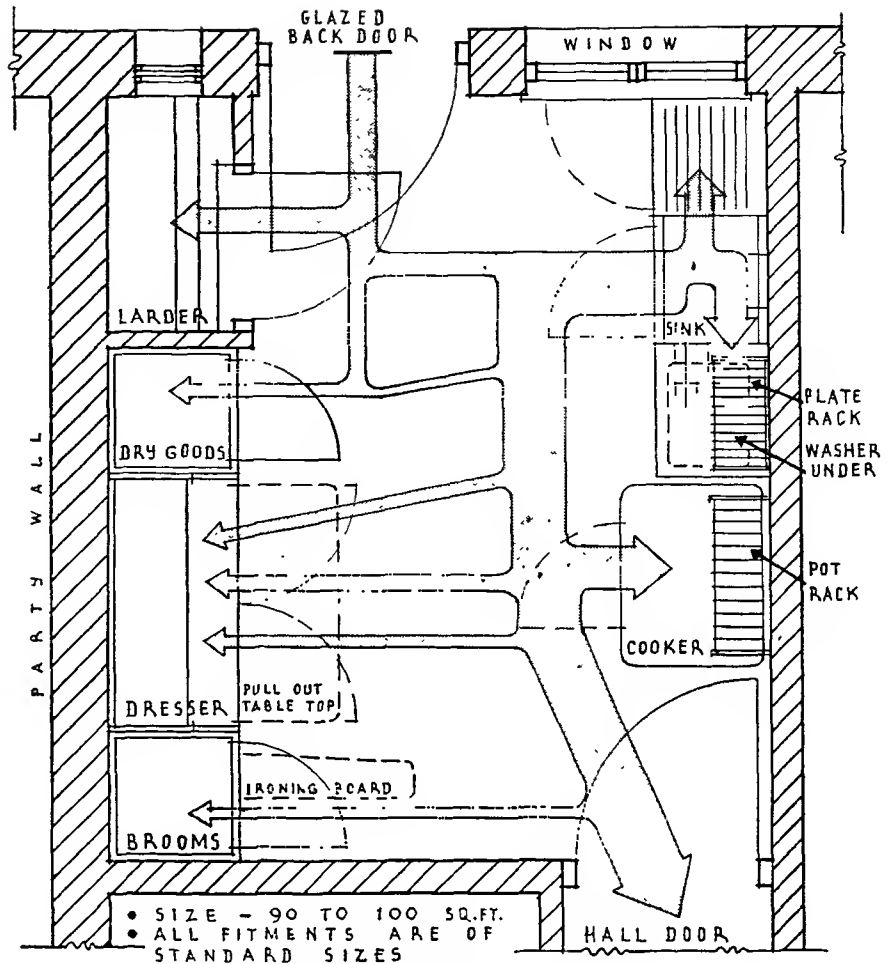 GLAZED
BACK DOOR
WINDOW
LARDER
SINK
PLATE
RACK
WASHER
UNDER
DRY GOODS
PARTY WALL
POT
RACK
COOKER
DRESSER
PULL OUT
TABLE TOP
IRONING BOARD
BROOMS
• SIZE - 90 TO 100 SQ.FT.
• ALL FITMENTS ARE OF
STANDARD SIZES
HALL DOOR